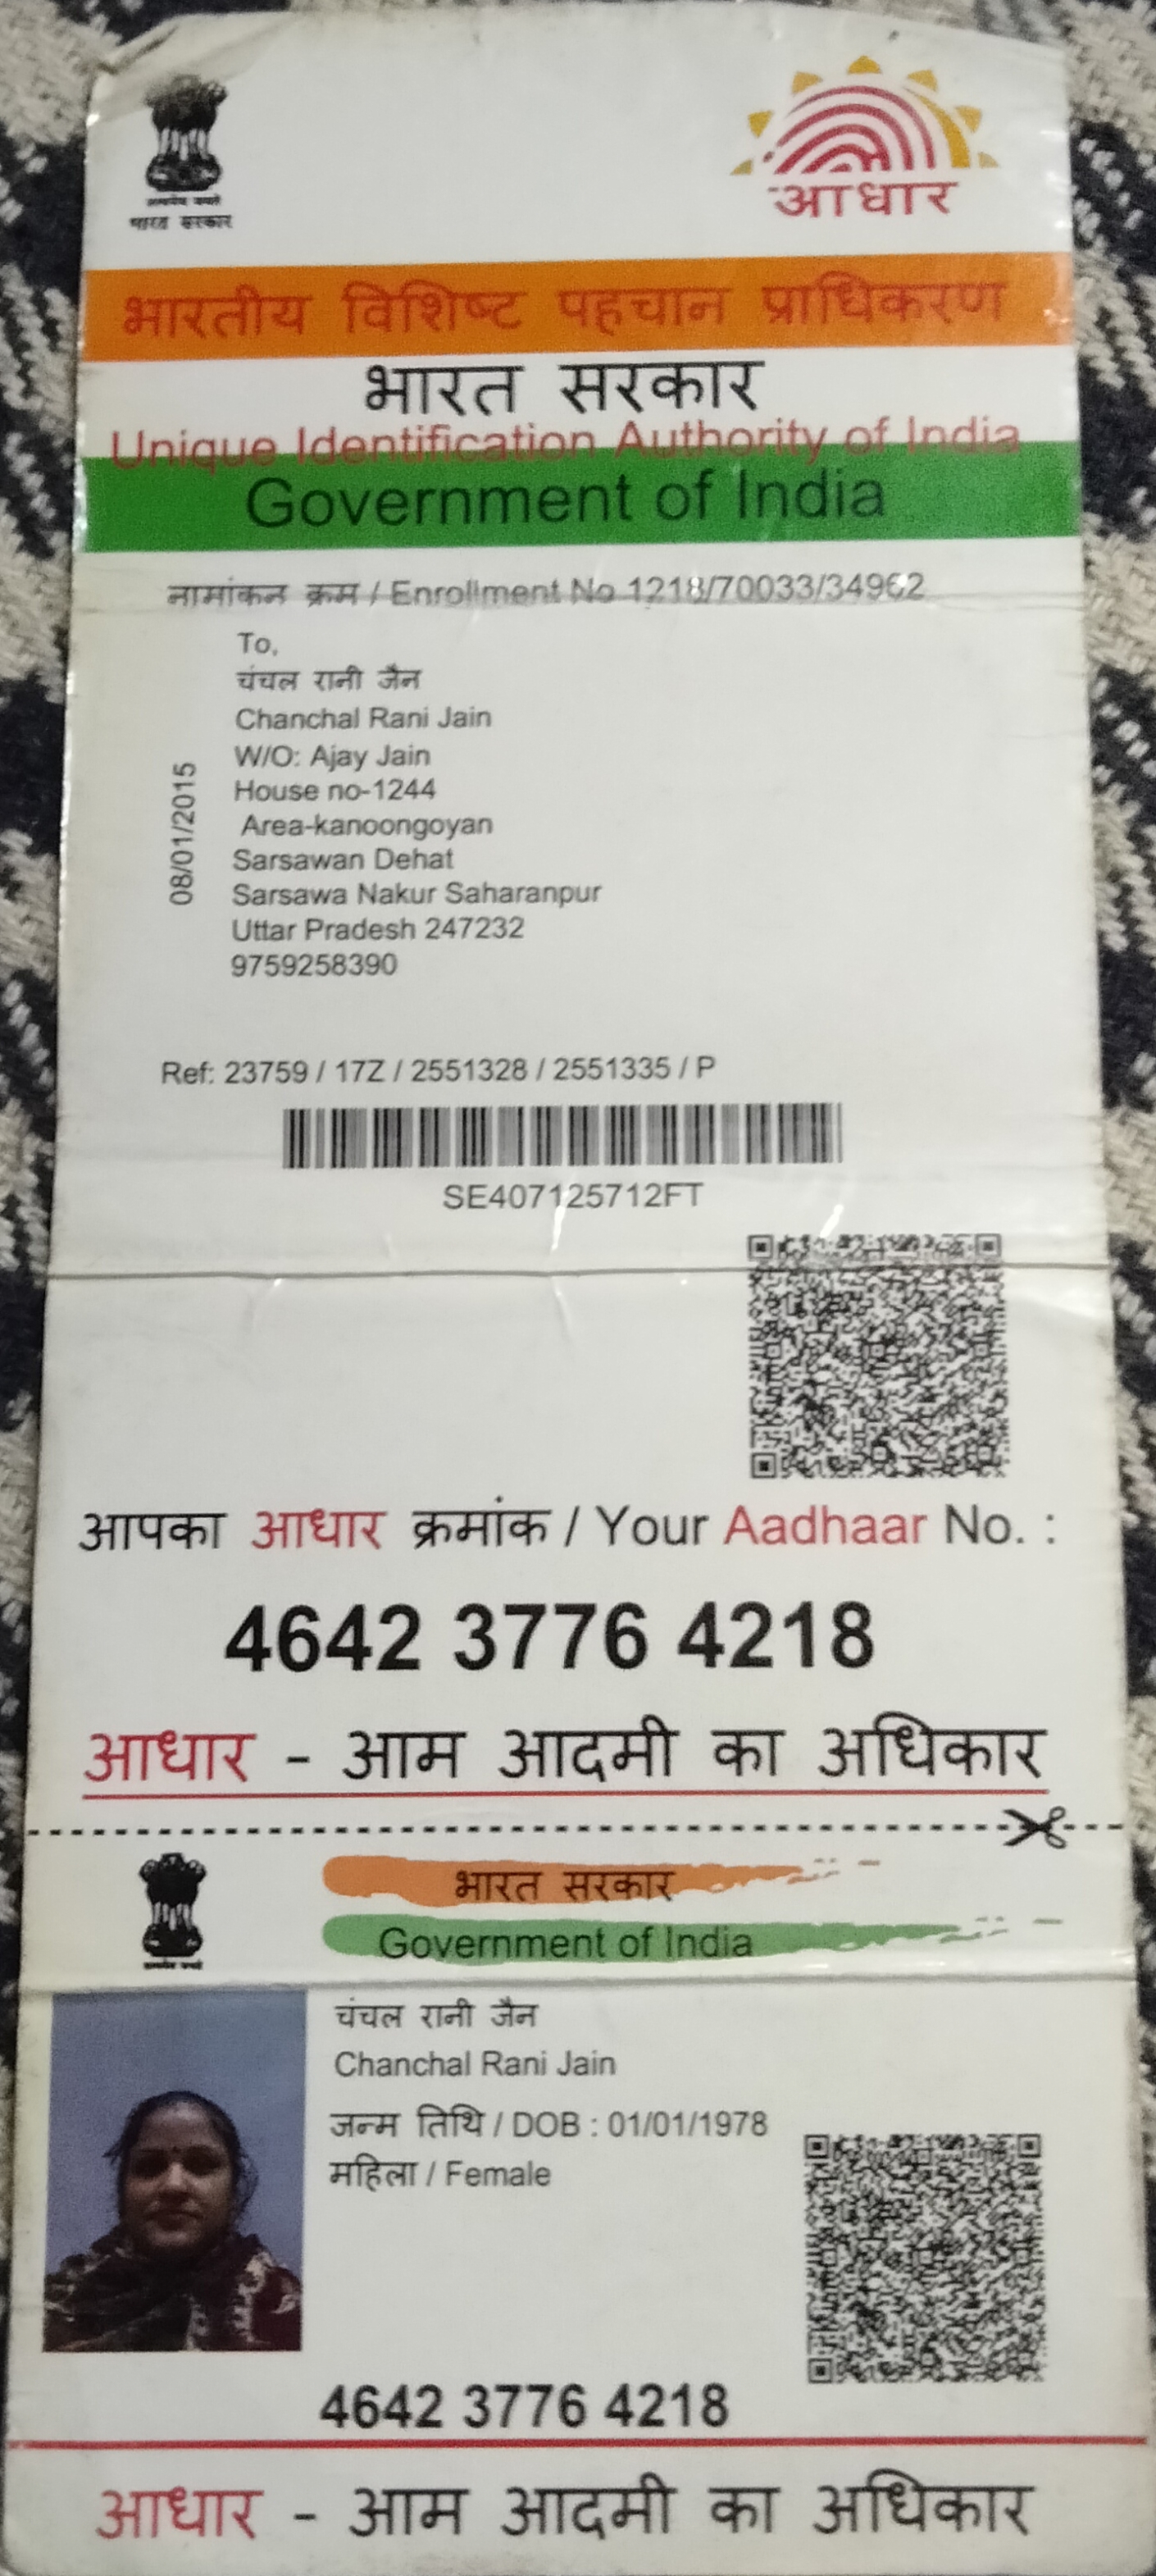 भारत सरकार
आधार
भारतीय विशिष्ट पहचान प्राधिकरण
भारत सरकार
Unique Identification Authority of India
Government of India
नामांकन क्रम / Enrollment No 1218/70033/34962
To,
चंचल रानी जैन
Chanchal Rani Jain
W/O: Ajay Jain
House no-1244
Area-kanoongoyan
Sarsawan Dehat
Sarsawa Nakur Saharanpur
Uttar Pradesh 247232
9759258390
08/01/2015
Ref: 23759 / 17Z / 2551328 / 2551335 / P
SE407125712FT
आपका आधार क्रमांक / Your Aadhaar No. :
4642 3776 4218
आधार - आम आदमी का अधिकार
भारत सरकार
Government of India
चंचल रानी जैन
Chanchal Rani Jain
जन्म तिथि / DOB : 01/01/1978
महिला / Female
4642 3776 4218
आधार - आम आदमी का अधिकार